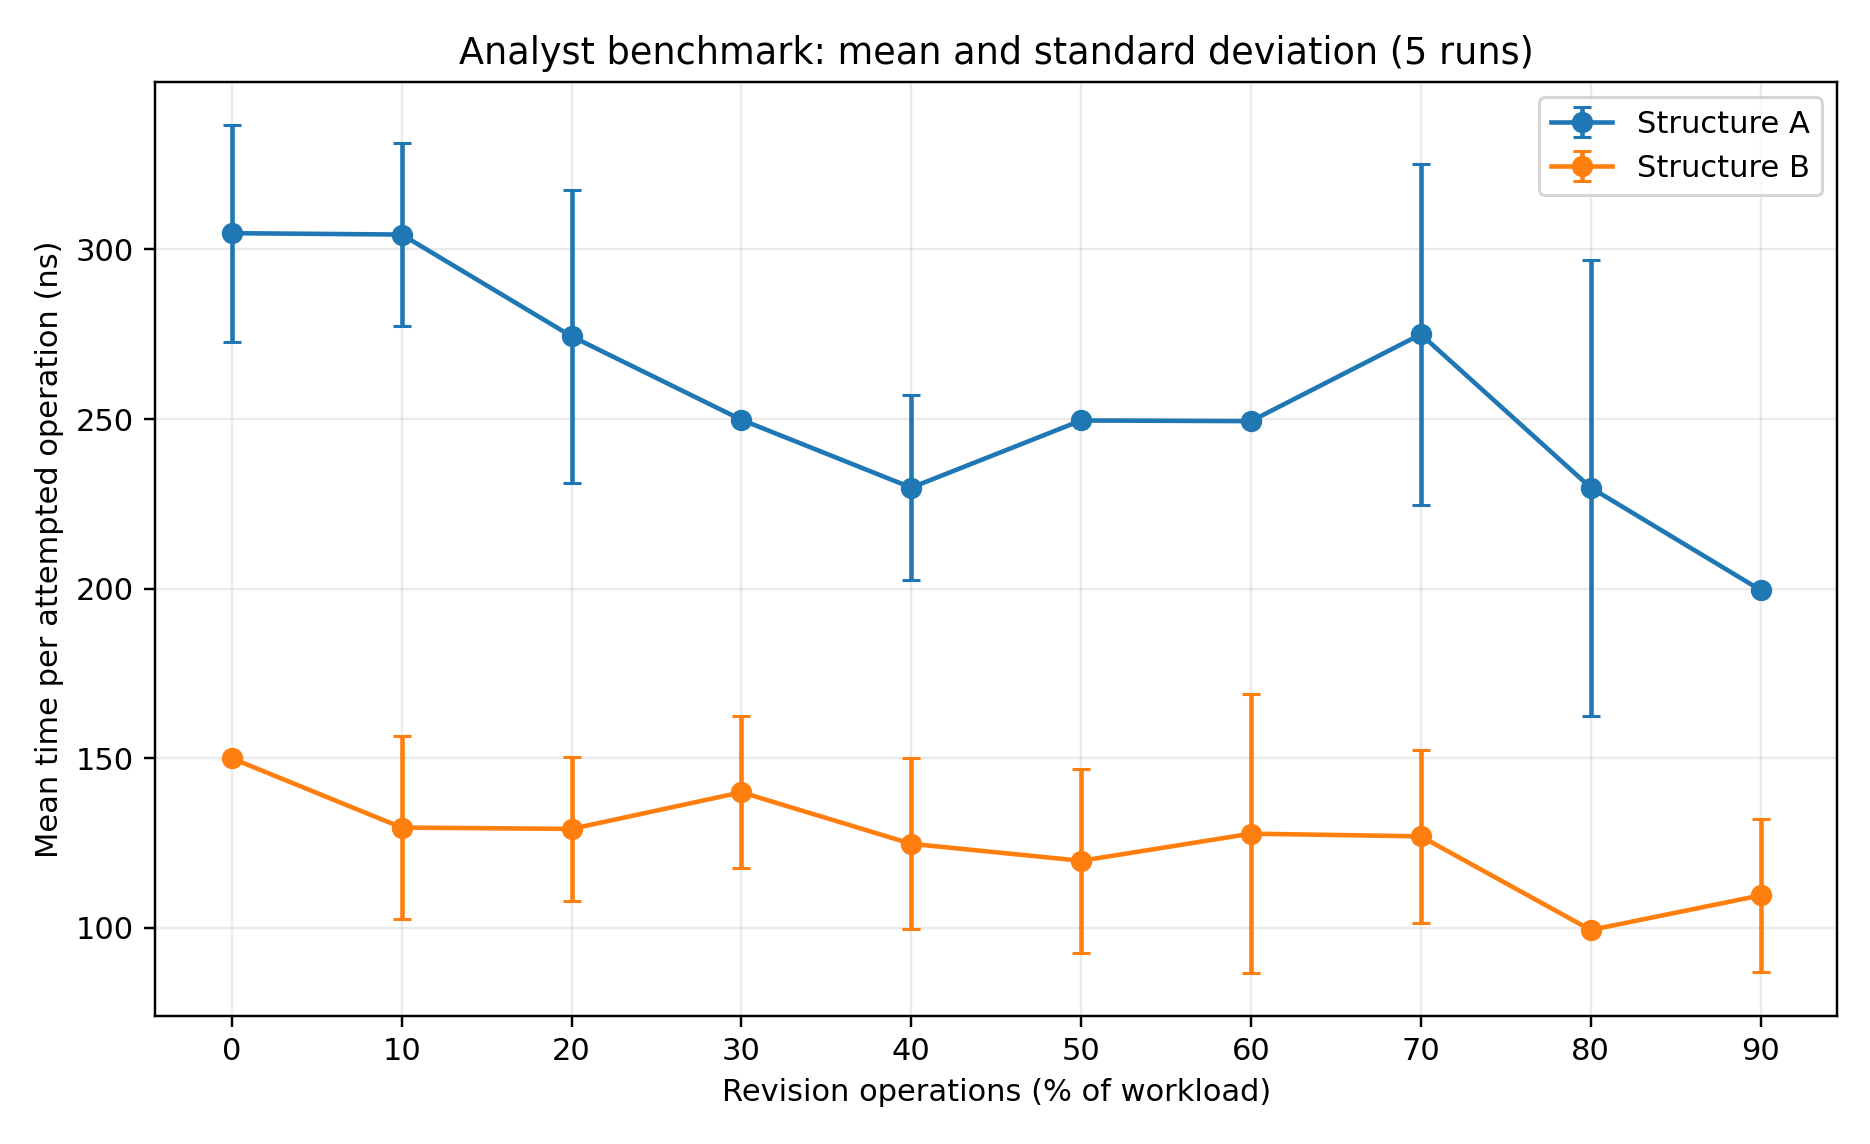 Analyst benchmark: mean and standard deviation (5 runs)
Structure A
Structure B
Mean time per attempted operation (ns)
300
250
200
150
100
0 10 20 30 40 50 60 70 80 90
Revision operations (% of workload)